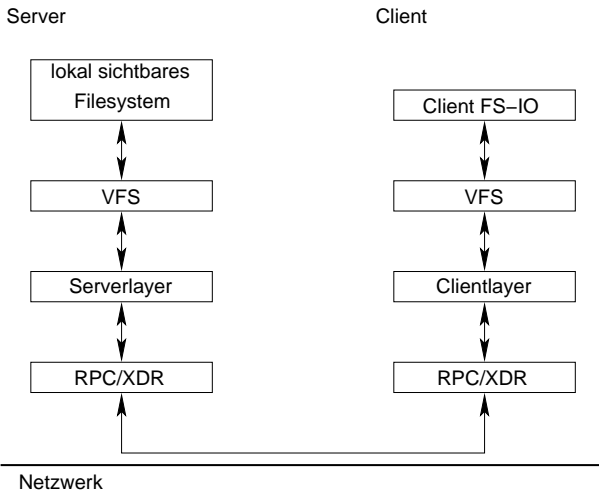 Server
Client
lokal sichtbares
Filesystem
Client FS−IO
VFS
VFS
Serverlayer
Clientlayer
RPC/XDR
RPC/XDR
Netzwerk